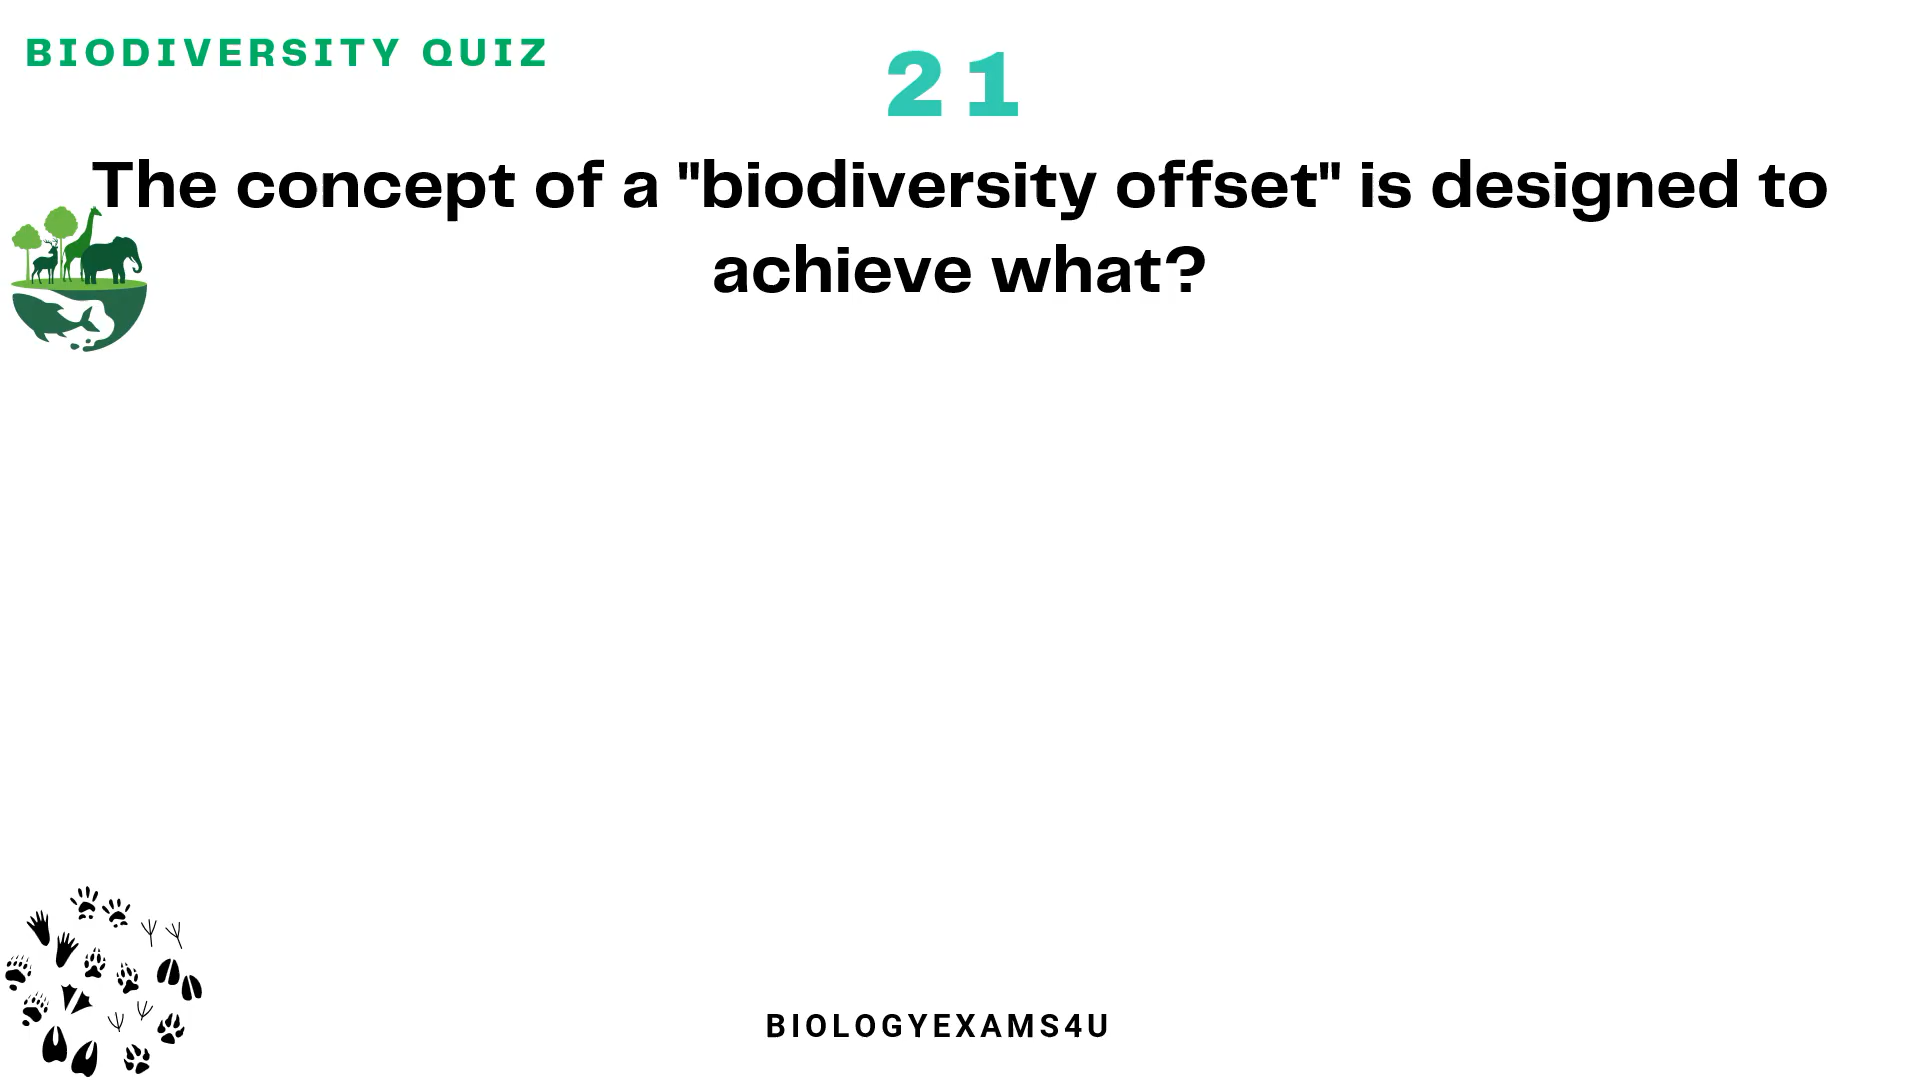 BIODIVERSITY QUIZ
21
The concept of a "biodiversity offset" is designed to
achieve what?
BIOLOGYEXAMS4U